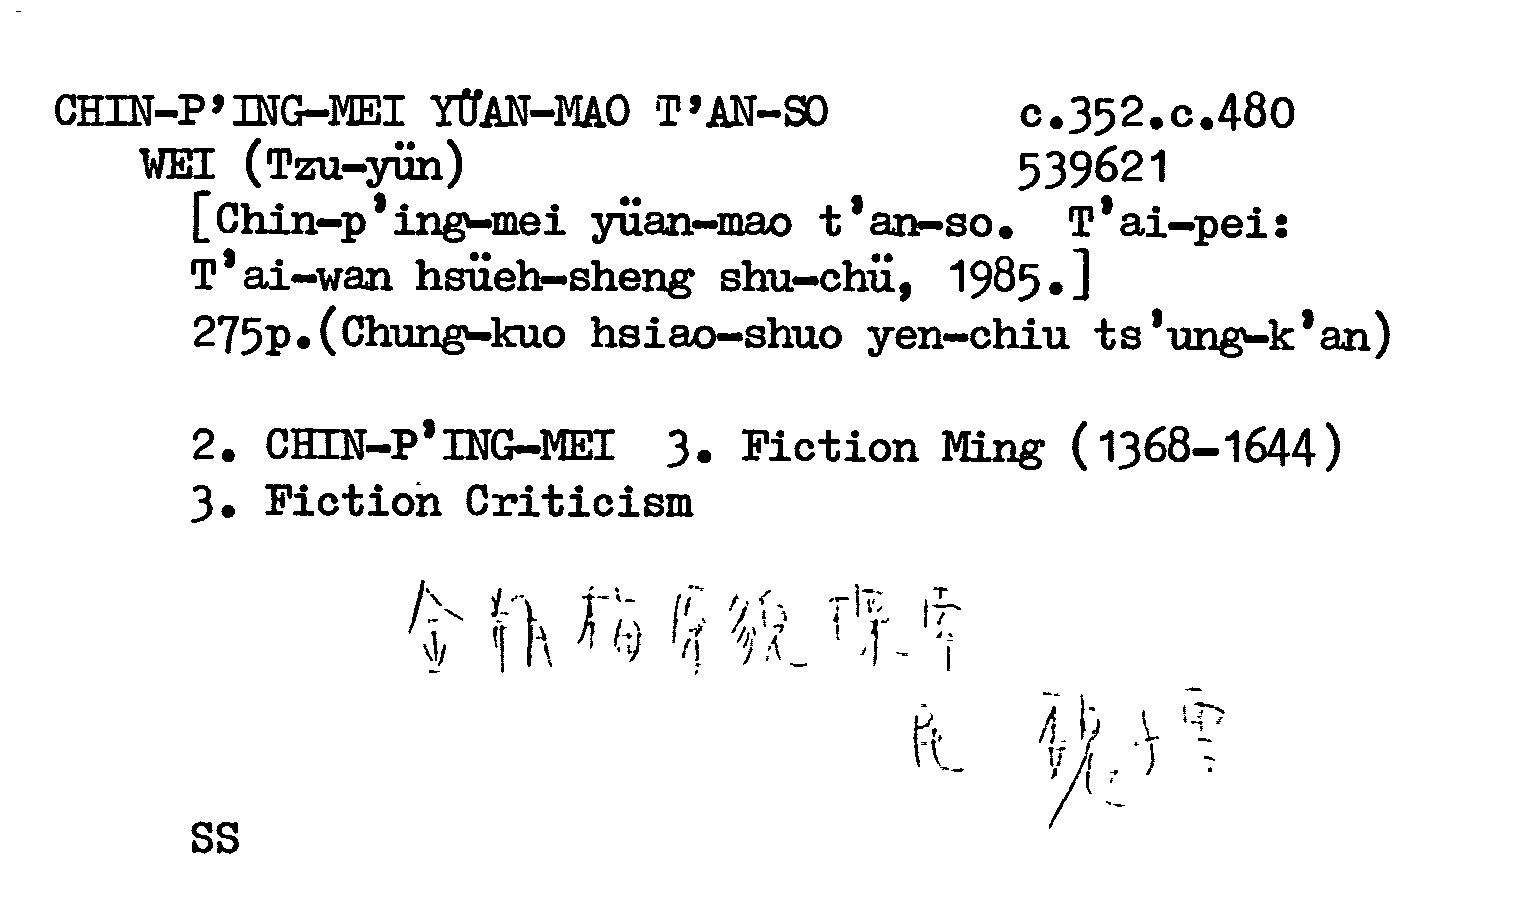 CHIN-P'ING-MEI YÜAN-MAO T'AN-SO c.352.c.480
WEI (Tzu-yün) 539621
[Chin-p'ing-mei yüan-mao t'an-so. T'ai-pei:
T'ai-wan hsüeh-sheng shu-chü, 1985.]
275p.(Chung-kuo hsiao-shuo yen-chiu ts'ung-k'an)
2. CHIN-P'ING-MEI 3. Fiction Ming (1368-1644)
3. Fiction Criticism
金瓶梅原貌探索
民 魏子雲
SS